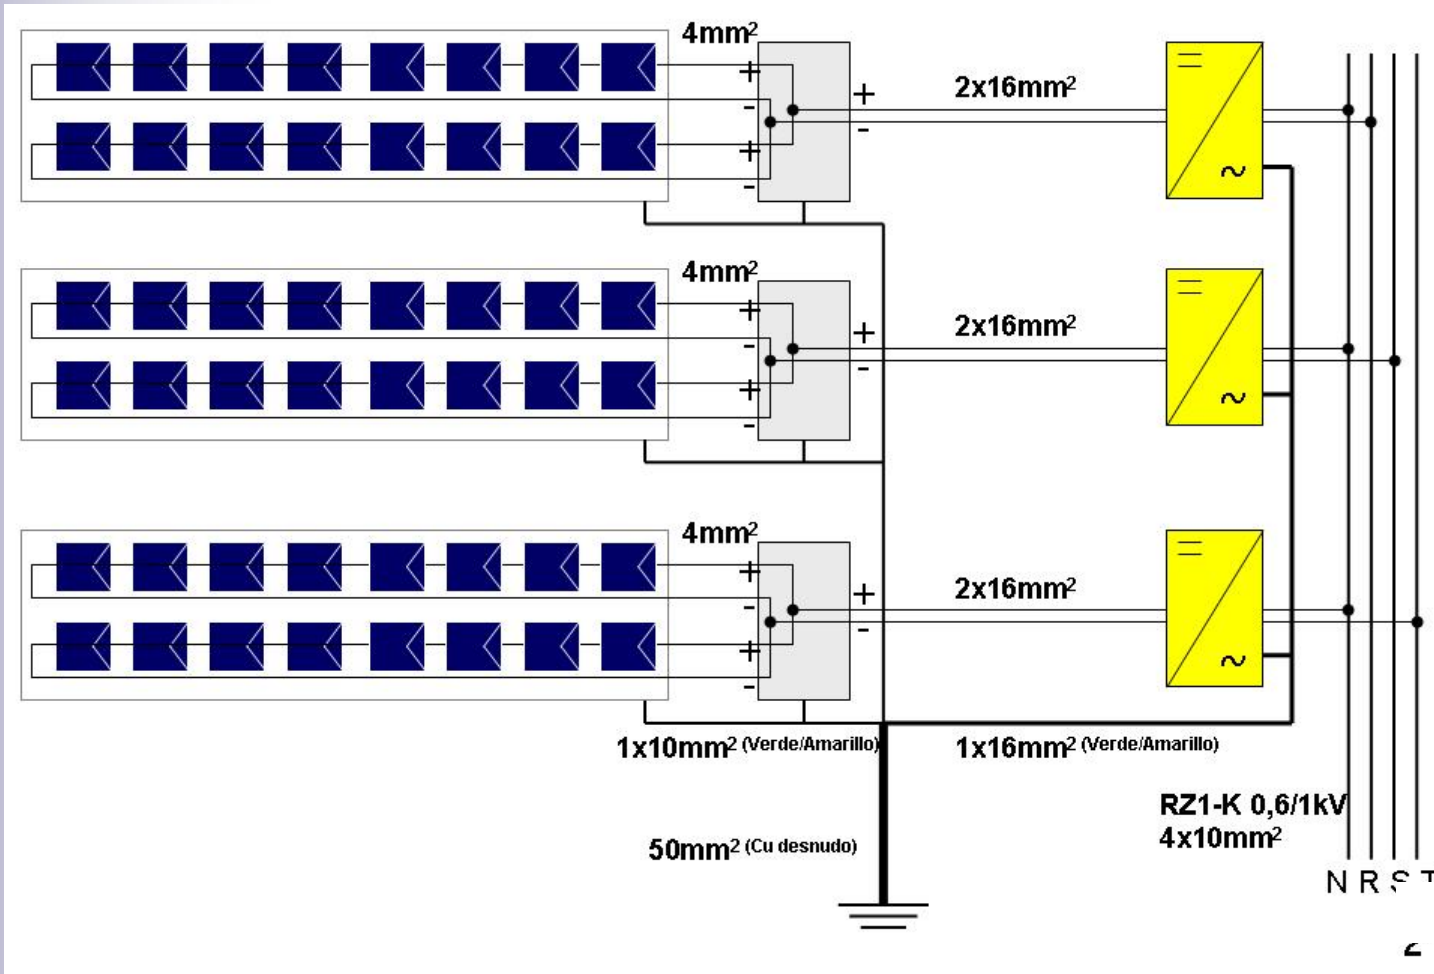 4mm²
+
-
+
-
+
-
2x16mm²
~
4mm²
+
-
+
-
+
-
2x16mm²
~
4mm²
+
-
+
-
+
-
2x16mm²
~
1x10mm² (Verde/Amarillo)
1x16mm² (Verde/Amarillo)
RZ1-K 0,6/1kV
4x10mm²
50mm² (Cu desnudo)
N R S T